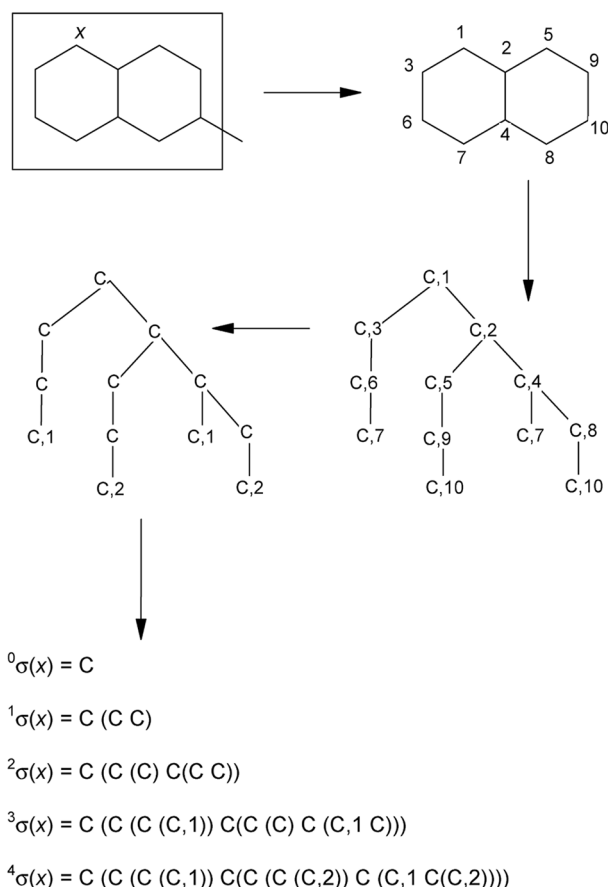 x
1 5
2
3 9
6 10
4
7 8
C C,1
C C C,3 C,2
C C C C,6 C,5 C,4
C,1 C C,1 C C,7 C,9 C,7 C,8
C,2 C,2 C,10 C,10
⁰σ(x) = C
¹σ(x) = C (C C)
²σ(x) = C (C (C) C(C C))
³σ(x) = C (C (C (C,1)) C(C (C) C (C,1 C)))
⁴σ(x) = C (C (C (C,1)) C(C (C (C,2)) C (C,1 C(C,2))))